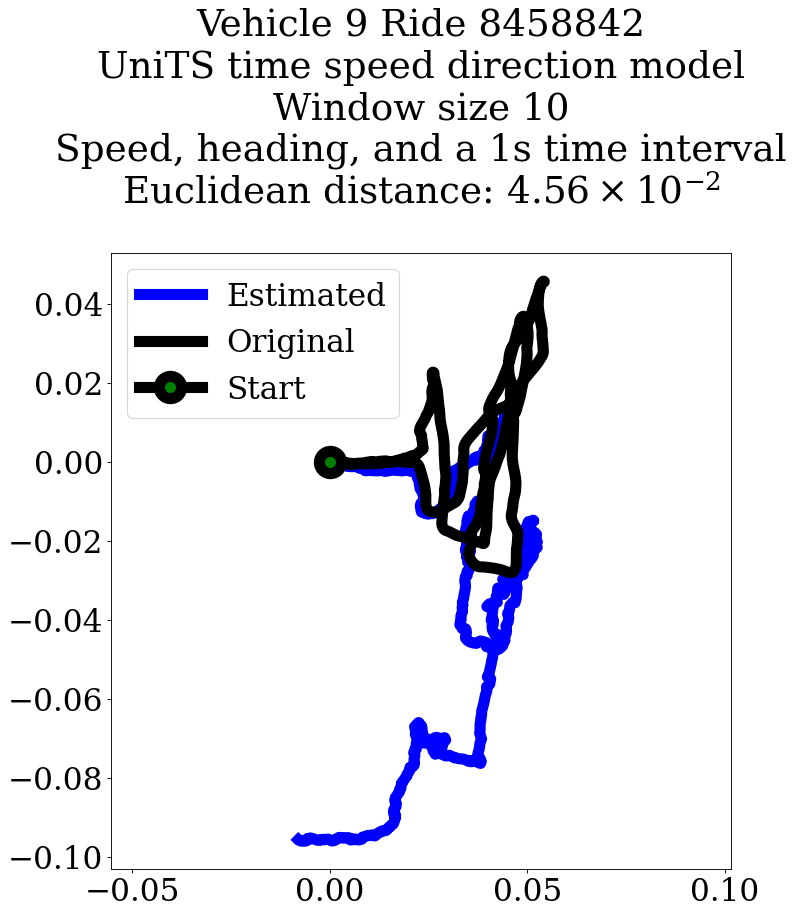 Vehicle 9 Ride 8458842
UniTS time speed direction model
Window size 10
Speed, heading, and a 1s time interval
Euclidean distance: 4.56 × 10⁻²
Estimated
Original
Start
0.04
0.02
0.00
−0.02
−0.04
−0.06
−0.08
−0.10
−0.05 0.00 0.05 0.10